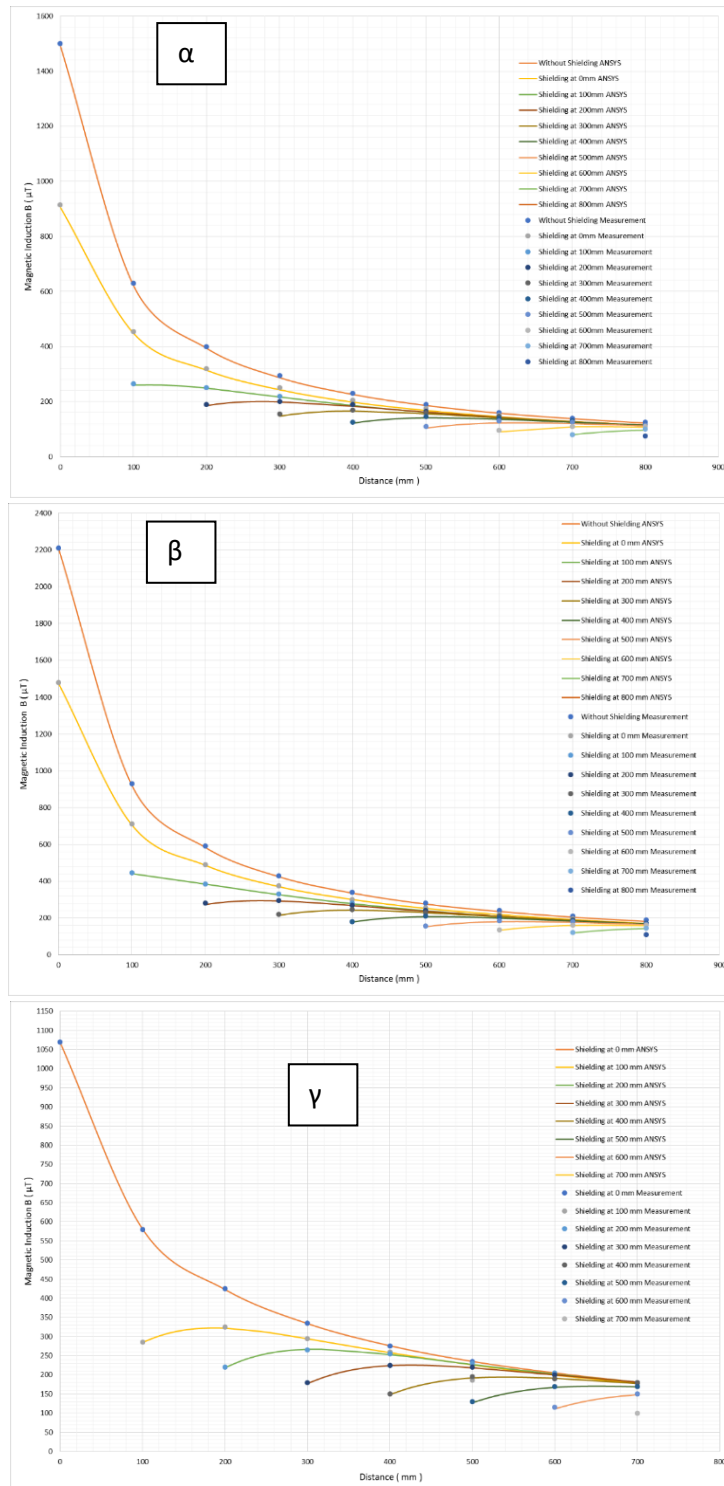 α
1600
1400
1200
1000
800
600
400
200
0
Magnetic Induction B ( µT)
0 100 200 300 400 500 600 700 800 900
Distance (mm )
Without Shielding ANSYS
Shielding at 0mm ANSYS
Shielding at 100mm ANSYS
Shielding at 200mm ANSYS
Shielding at 300mm ANSYS
Shielding at 400mm ANSYS
Shielding at 500mm ANSYS
Shielding at 600mm ANSYS
Shielding at 700mm ANSYS
Shielding at 800mm ANSYS
Without Shielding Measurement
Shielding at 0mm Measurement
Shielding at 100mm Measurement
Shielding at 200mm Measurement
Shielding at 300mm Measurement
Shielding at 400mm Measurement
Shielding at 500mm Measurement
Shielding at 600mm Measurement
Shielding at 700mm Measurement
Shielding at 800mm Measurement
β
2400
2200
2000
1800
1600
1400
1200
1000
800
600
400
200
0
Magnetic Induction B ( µT)
0 100 200 300 400 500 600 700 800 900
Distance ( mm )
Without Shielding ANSYS
Shielding at 0 mm ANSYS
Shielding at 100 mm ANSYS
Shielding at 200 mm ANSYS
Shielding at 300 mm ANSYS
Shielding at 400 mm ANSYS
Shielding at 500 mm ANSYS
Shielding at 600 mm ANSYS
Shielding at 700 mm ANSYS
Shielding at 800 mm ANSYS
Without Shielding Measurement
Shielding at 0 mm Measurement
Shielding at 100 mm Measurement
Shielding at 200 mm Measurement
Shielding at 300 mm Measurement
Shielding at 400 mm Measurement
Shielding at 500 mm Measurement
Shielding at 600 mm Measurement
Shielding at 700 mm Measurement
Shielding at 800 mm Measurement
γ
1150
1100
1050
1000
950
900
850
800
750
700
650
600
550
500
450
400
350
300
250
200
150
100
50
0
Magnetic Induction B ( µT )
0 100 200 300 400 500 600 700 800
Distance ( mm )
Shielding at 0 mm ANSYS
Shielding at 100 mm ANSYS
Shielding at 200 mm ANSYS
Shielding at 300 mm ANSYS
Shielding at 400 mm ANSYS
Shielding at 500 mm ANSYS
Shielding at 600 mm ANSYS
Shielding at 700 mm ANSYS
Shielding at 0 mm Measurement
Shielding at 100 mm Measurement
Shielding at 200 mm Measurement
Shielding at 300 mm Measurement
Shielding at 400 mm Measurement
Shielding at 500 mm Measurement
Shielding at 600 mm Measurement
Shielding at 700 mm Measurement